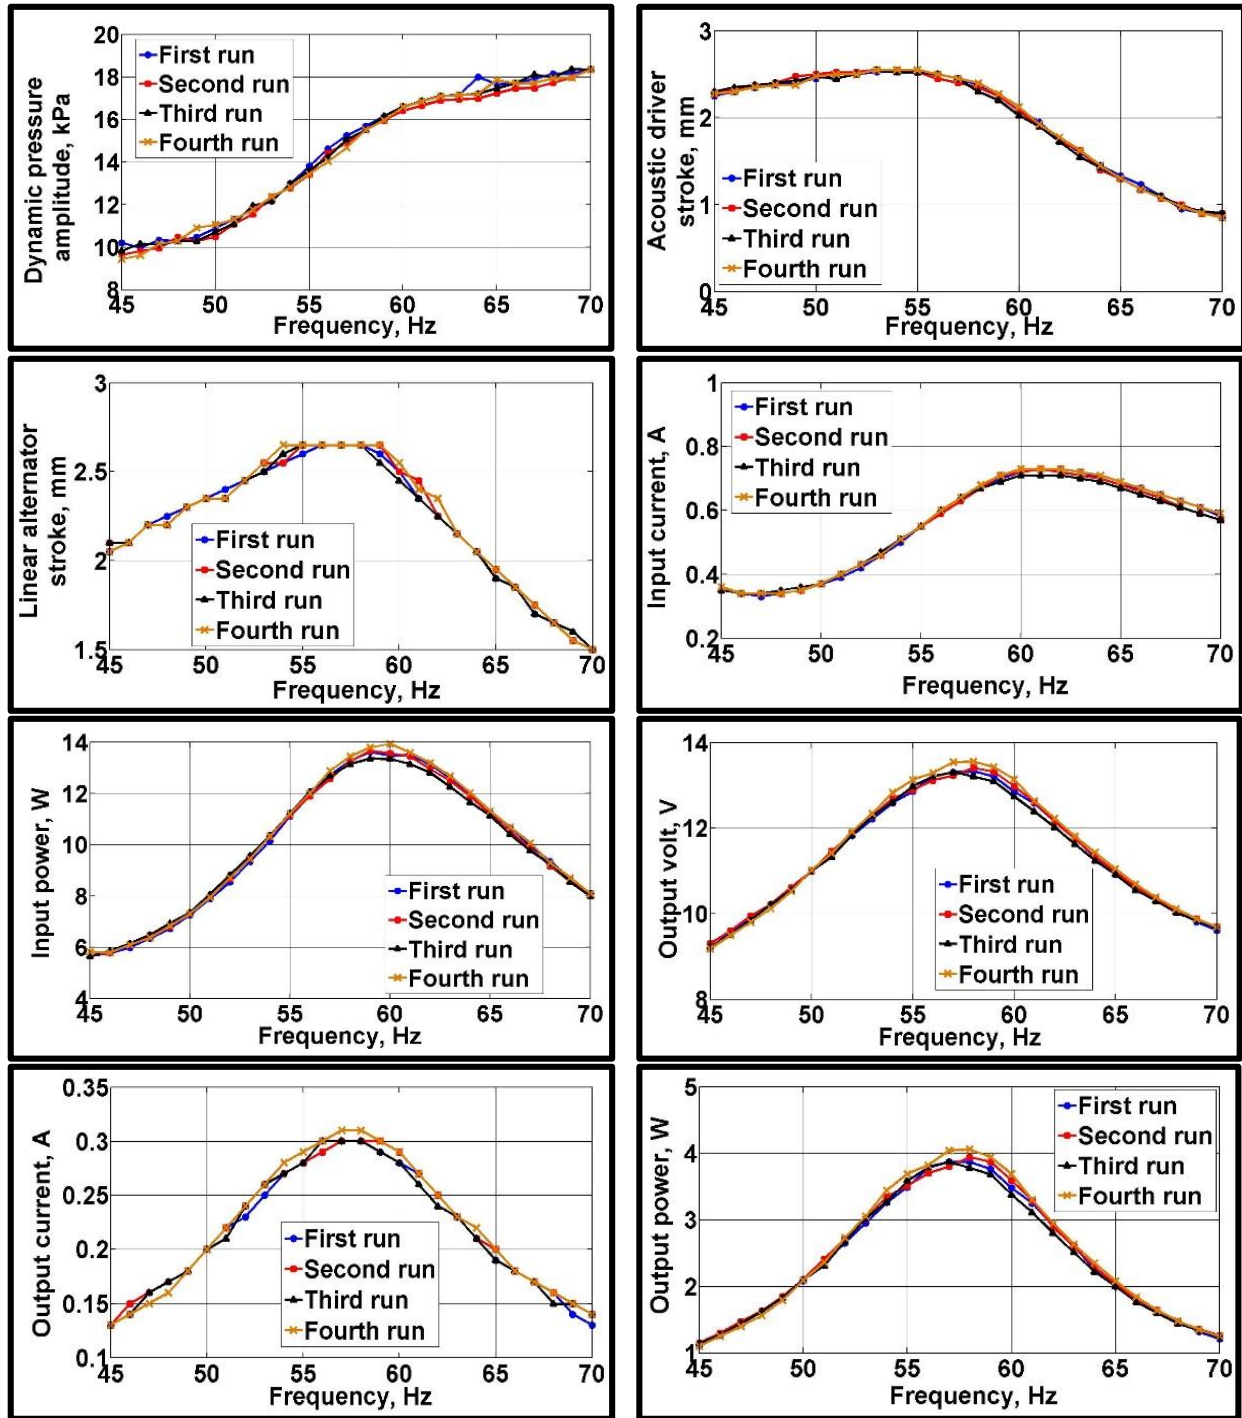 Dynamic pressure
amplitude, kPa
20
18
16
14
12
10
8
First run
Second run
Third run
Fourth run
45 50 55 60 65 70
Frequency, Hz
Acoustic driver
stroke, mm
3
2
1
0
First run
Second run
Third run
Fourth run
45 50 55 60 65 70
Frequency, Hz
Linear alternator
stroke, mm
3
2.5
2
1.5
First run
Second run
Third run
Fourth run
45 50 55 60 65 70
Frequency, Hz
Input current, A
1
0.8
0.6
0.4
0.2
First run
Second run
Third run
Fourth run
45 50 55 60 65 70
Frequency, Hz
Input power, W
14
12
10
8
6
4
First run
Second run
Third run
Fourth run
45 50 55 60 65 70
Frequency, Hz
Output volt, V
14
12
10
8
First run
Second run
Third run
Fourth run
45 50 55 60 65 70
Frequency, Hz
Output current, A
0.35
0.3
0.25
0.2
0.15
0.1
First run
Second run
Third run
Fourth run
45 50 55 60 65 70
Frequency, Hz
Output power, W
5
4
3
2
1
First run
Second run
Third run
Fourth run
45 50 55 60 65 70
Frequency, Hz